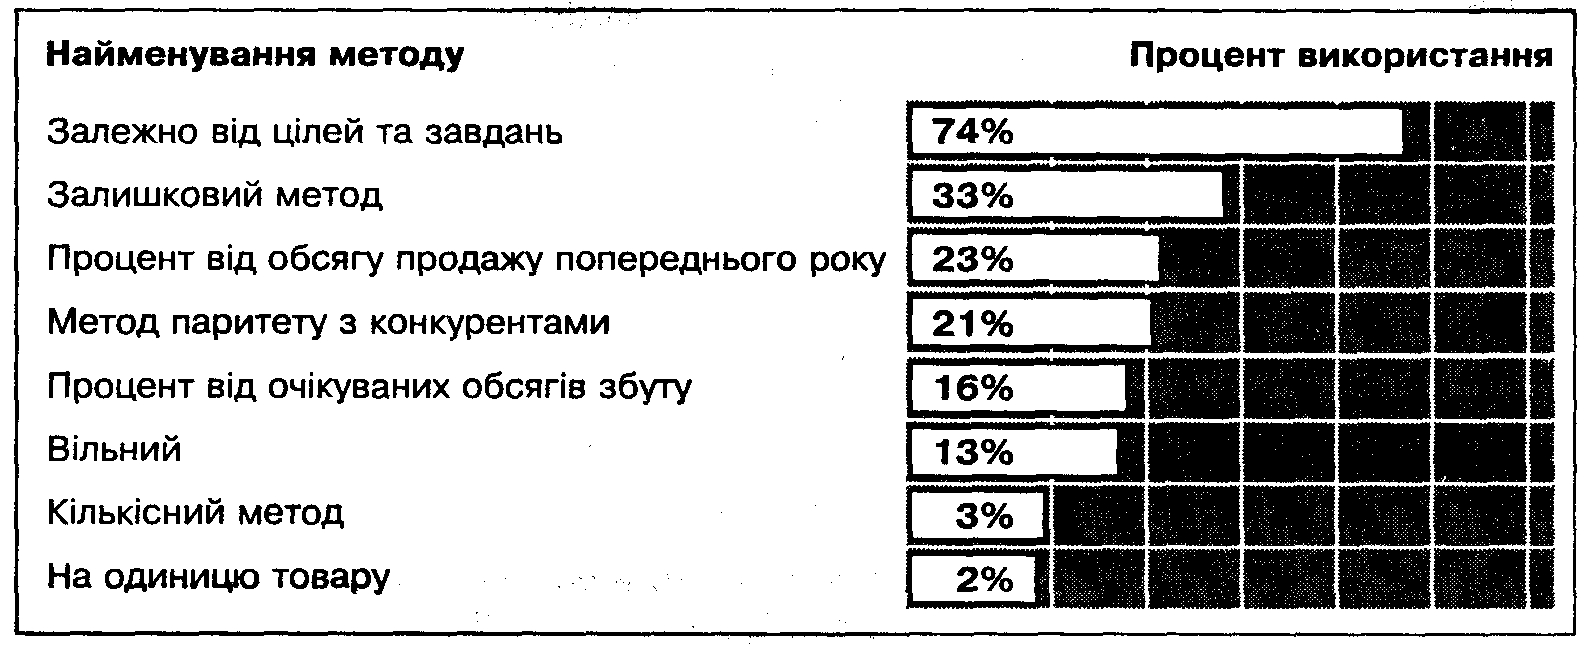 Найменування методу Процент використання
Залежно від цілей та завдань 74%
Залишковий метод 33%
Процент від обсягу продажу попереднього року 23%
Метод паритету з конкурентами 21%
Процент від очікуваних обсягів збуту 16%
Вільний 13%
Кількісний метод 3%
На одиницю товару 2%